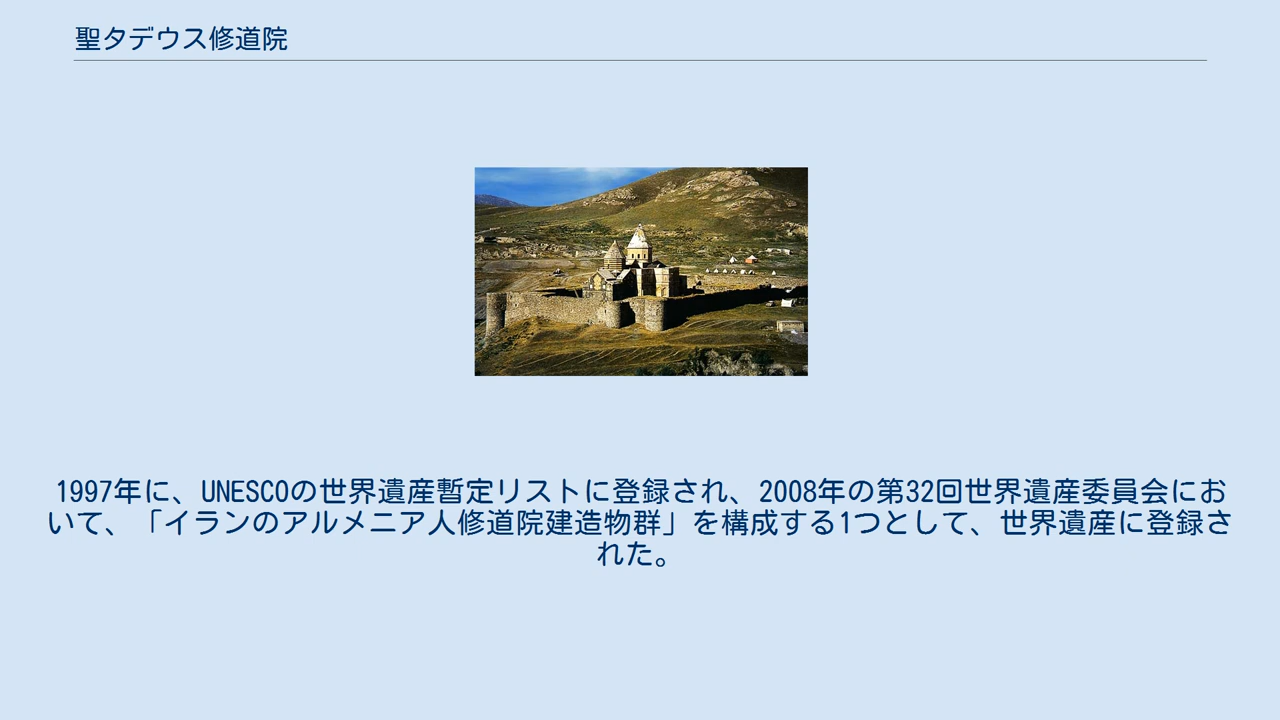 聖タデウス修道院
1997年に、UNESCOの世界遺産暫定リストに登録され、2008年の第32回世界遺産委員会にお
いて、「イランのアルメニア人修道院建造物群」を構成する1つとして、世界遺産に登録さ
れた。